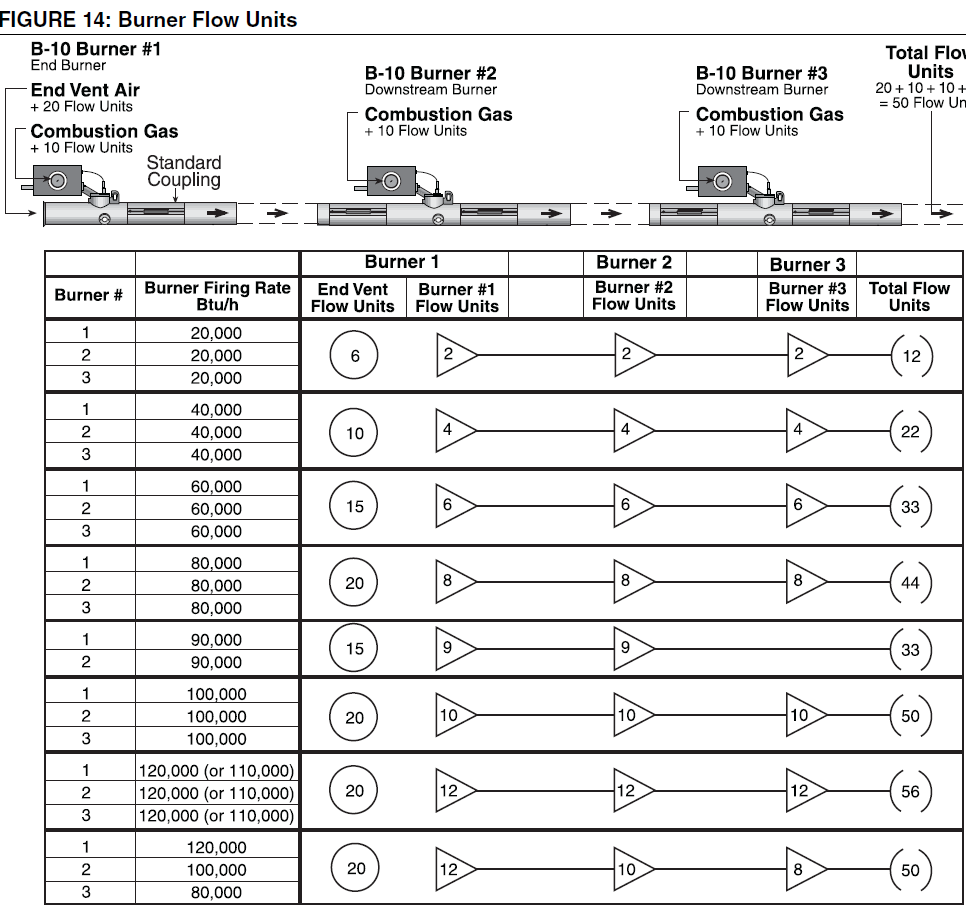 FIGURE 14: Burner Flow Units
B-10 Burner #1
End Burner
End Vent Air
+ 20 Flow Units
Combustion Gas
+ 10 Flow Units
Standard
Coupling
B-10 Burner #2
Downstream Burner
Combustion Gas
+ 10 Flow Units
B-10 Burner #3
Downstream Burner
Combustion Gas
+ 10 Flow Units
Total Flow
Units
20 + 10 + 10 +
= 50 Flow Un
Burner 1 Burner 2 Burner 3
Burner # Burner Firing Rate Btu/h End Vent Flow Units Burner #1 Flow Units Burner #2 Flow Units Burner #3 Flow Units Total Flow Units
1 20,000
2 20,000 6 2 2 2 12
3 20,000
1 40,000
2 40,000 10 4 4 4 22
3 40,000
1 60,000
2 60,000 15 6 6 6 33
3 60,000
1 80,000
2 80,000 20 8 8 8 44
3 80,000
1 90,000 15 9 9 33
2 90,000
1 100,000
2 100,000 20 10 10 10 50
3 100,000
1 120,000 (or 110,000)
2 120,000 (or 110,000) 20 12 12 12 56
3 120,000 (or 110,000)
1 120,000
2 100,000 20 12 10 8 50
3 80,000